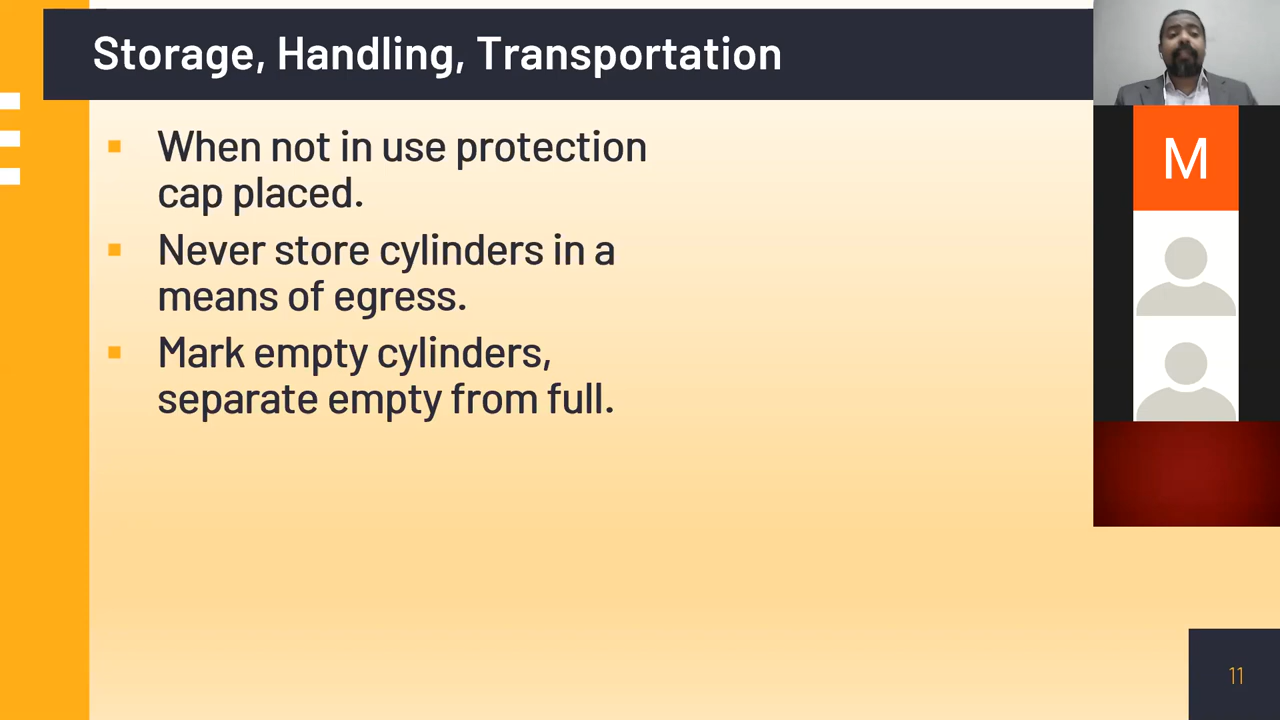 Storage, Handling, Transportation
When not in use protection
cap placed.
Never store cylinders in a
means of egress.
Mark empty cylinders,
separate empty from full.
M
11